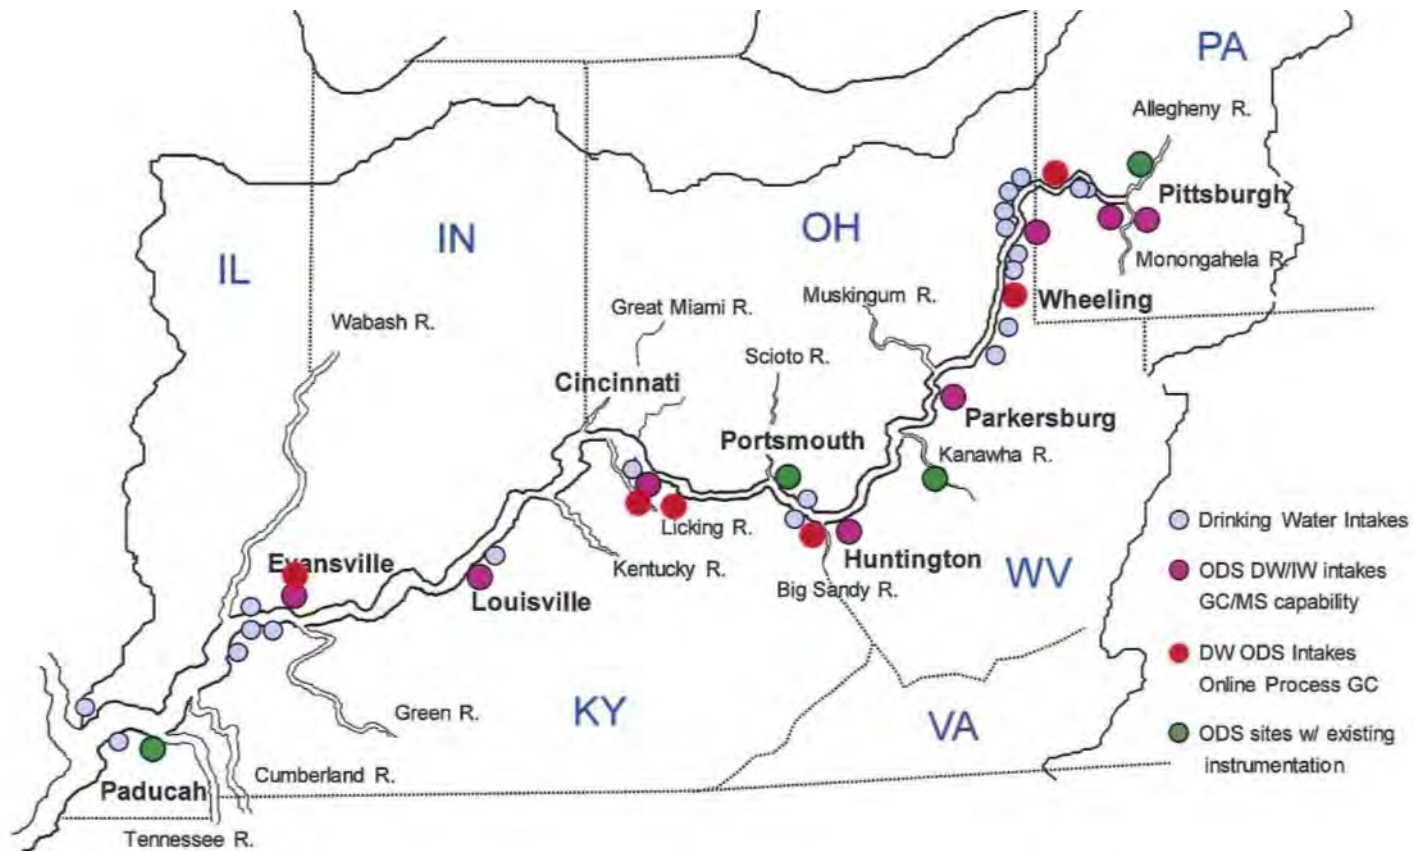 PA
Allegheny R.
Pittsburgh
OH
IN
IL
Monongahela R.
Muskingum R.
Wheeling
Great Miami R.
Wabash R.
Scioto R.
Cincinnati
Parkersburg
Portsmouth
Kanawha R.
Licking R.
Drinking Water Intakes
Huntington
Evansville
Kentucky R.
WV
ODS DW/IW intakes
GC/MS capability
Big Sandy R.
Louisville
DW ODS Intakes
Online Process GC
Green R.
KY
VA
ODS sites w/ existing
instrumentation
Cumberland R.
Paducah
Tennessee R.